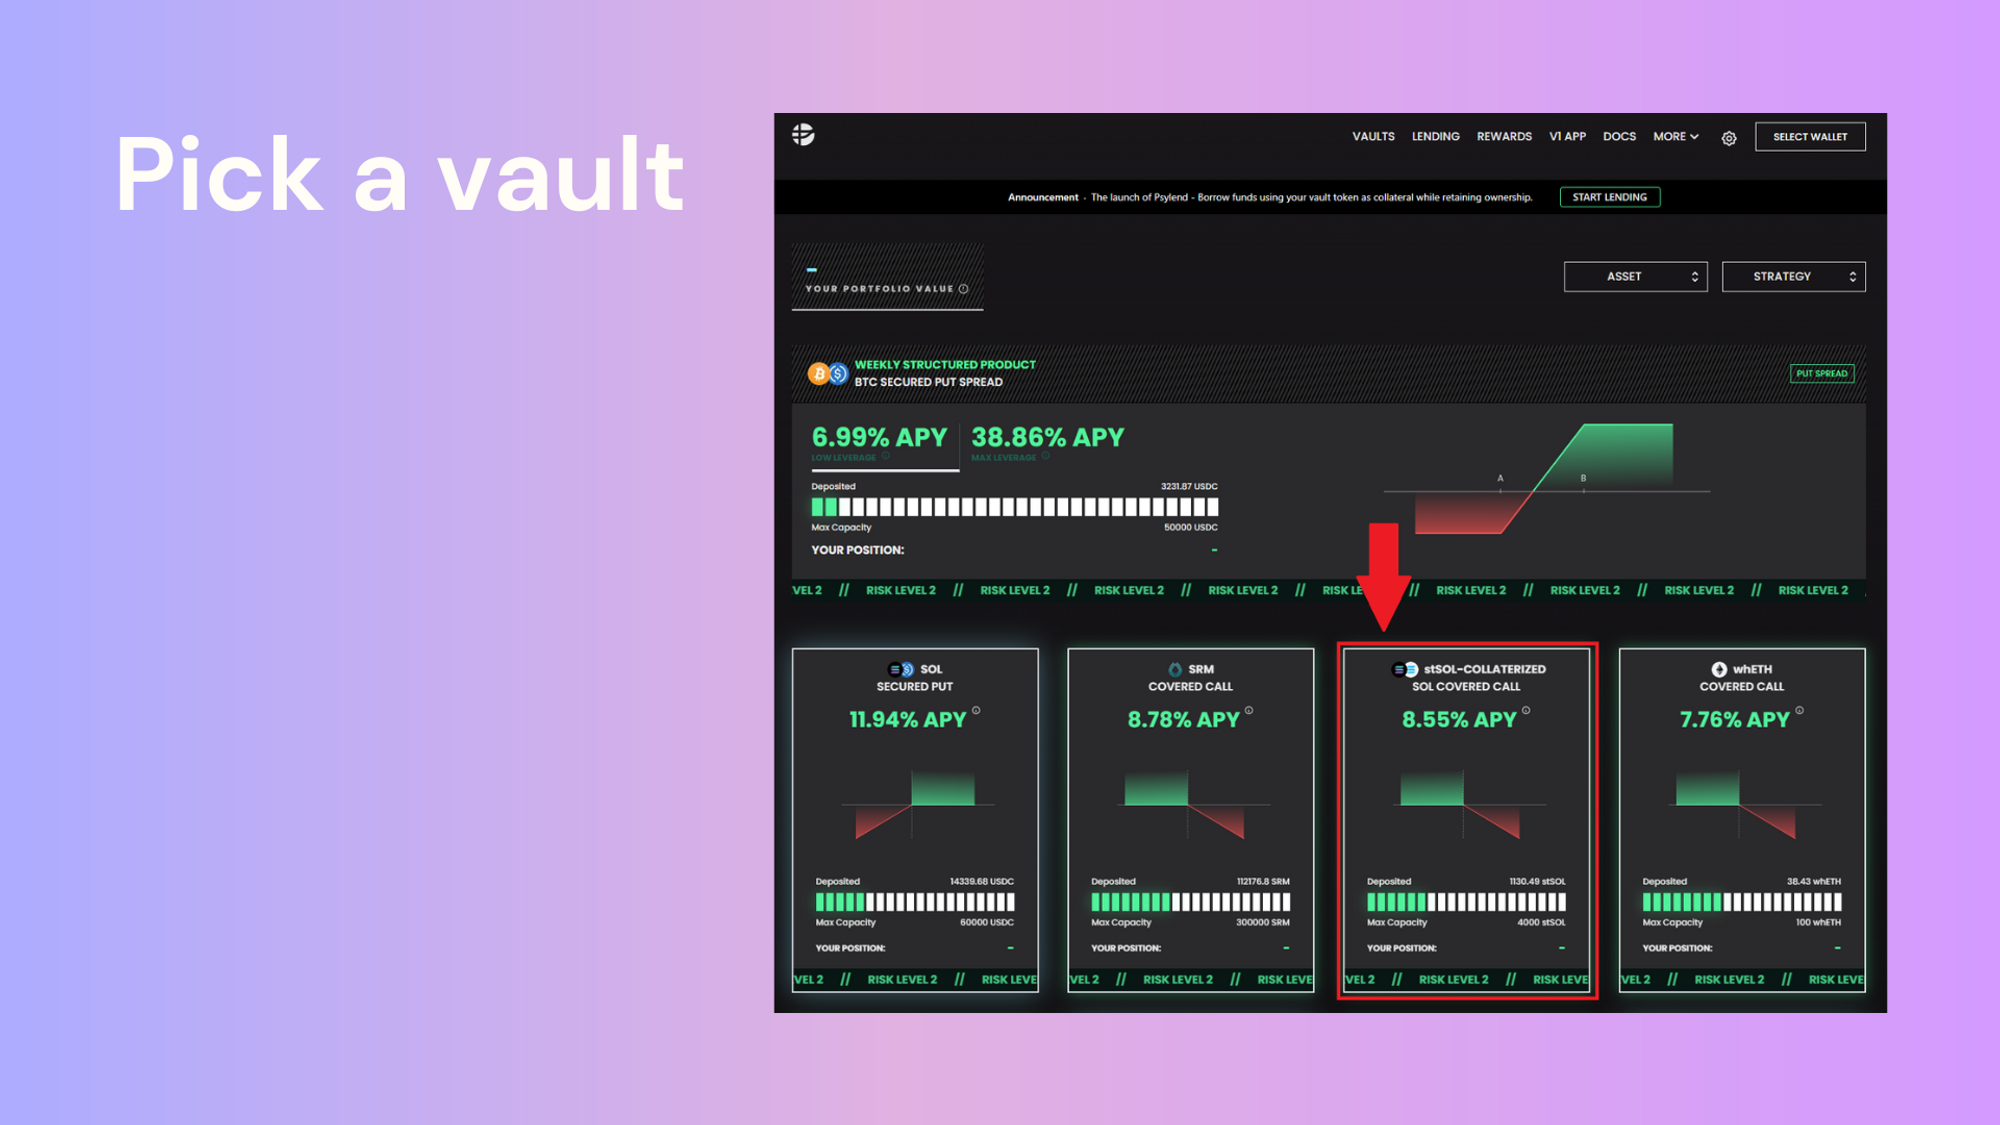 Pick a vault
VAULTS LENDING REWARDS V1 APP DOCS MORE SELECT WALLET
Announcement - The launch of Psylend - Borrow funds using your vault token as collateral while retaining ownership. START LENDING
-
YOUR PORTFOLIO VALUE
ASSET STRATEGY
WEEKLY STRUCTURED PRODUCT
BTC SECURED PUT SPREAD
PUT SPREAD
6.99% APY 38.86% APY
LOW LEVERAGE MAX LEVERAGE
Deposited 3231.87 USDC
Max Capacity 50000 USDC
YOUR POSITION: -
A B
VEL 2 // RISK LEVEL 2 // RISK LEVEL 2 // RISK LEVEL 2 // RISK LEVEL 2 // RISK LE // RISK LEVEL 2 // RISK LEVEL 2 // RISK LEVEL 2 // RISK LEVEL 2
SOL
SECURED PUT
11.94% APY
Deposited 14339.68 USDC
Max Capacity 60000 USDC
YOUR POSITION: -
VEL 2 // RISK LEVEL 2 // RISK LEVE
SRM
COVERED CALL
8.78% APY
Deposited 112176.8 SRM
Max Capacity 300000 SRM
YOUR POSITION: -
VEL 2 // RISK LEVEL 2 // RISK LEVE
stSOL-COLLATERIZED
SOL COVERED CALL
8.55% APY
Deposited 1130.49 stSOL
Max Capacity 4000 stSOL
YOUR POSITION: -
VEL 2 // RISK LEVEL 2 // RISK LEVE
whETH
COVERED CALL
7.76% APY
Deposited 38.43 whETH
Max Capacity 100 whETH
YOUR POSITION: -
VEL 2 // RISK LEVEL 2 // RISK LEVE